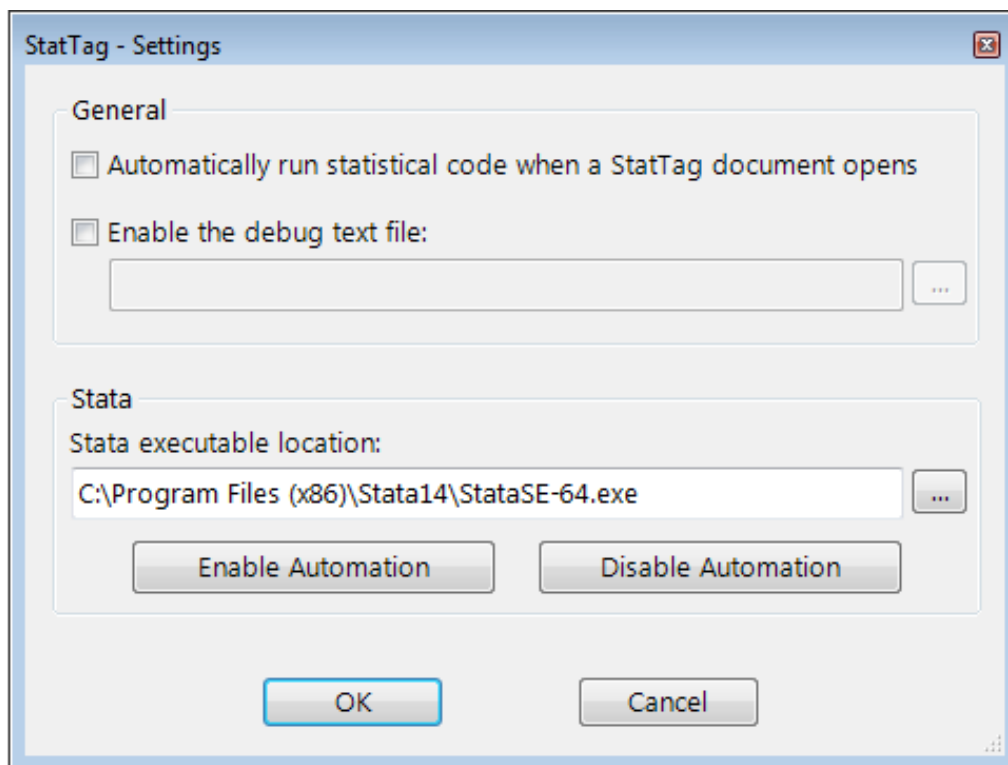 StatTag - Settings
General
Automatically run statistical code when a StatTag document opens
Enable the debug text file:
...
Stata
Stata executable location:
C:\Program Files (x86)\Stata14\StataSE-64.exe
...
Enable Automation Disable Automation
OK Cancel